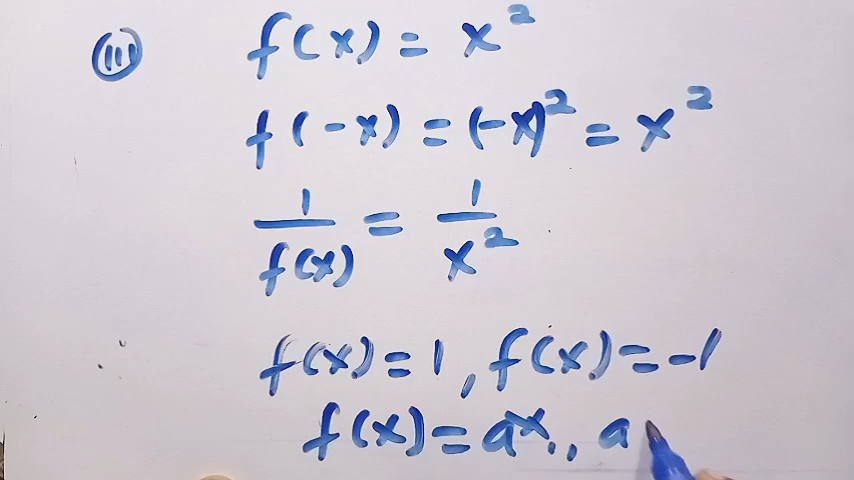 (III) f(x) = x²
f(-x) = (-x)² = x²
1/f(x) = 1/x²
f(x) = 1, f(x) = -1
f(x) = aˣ., a